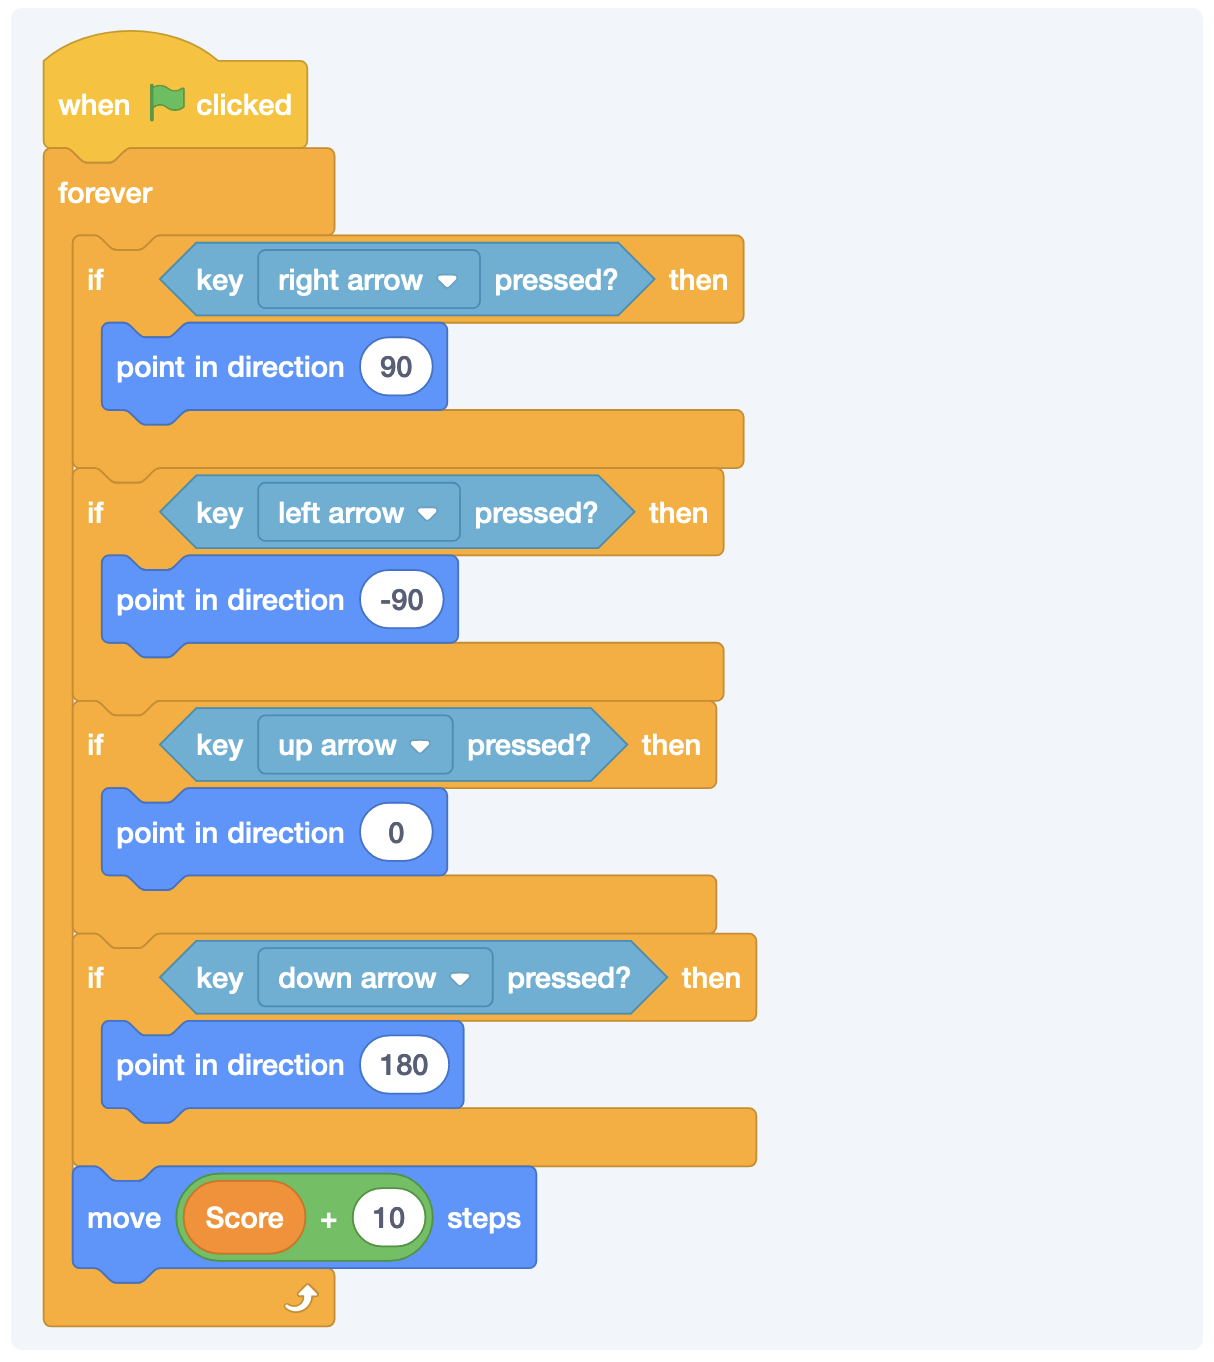 when clicked
forever
if key right arrow pressed? then
point in direction 90
if key left arrow pressed? then
point in direction -90
if key up arrow pressed? then
point in direction 0
if key down arrow pressed? then
point in direction 180
move Score + 10 steps